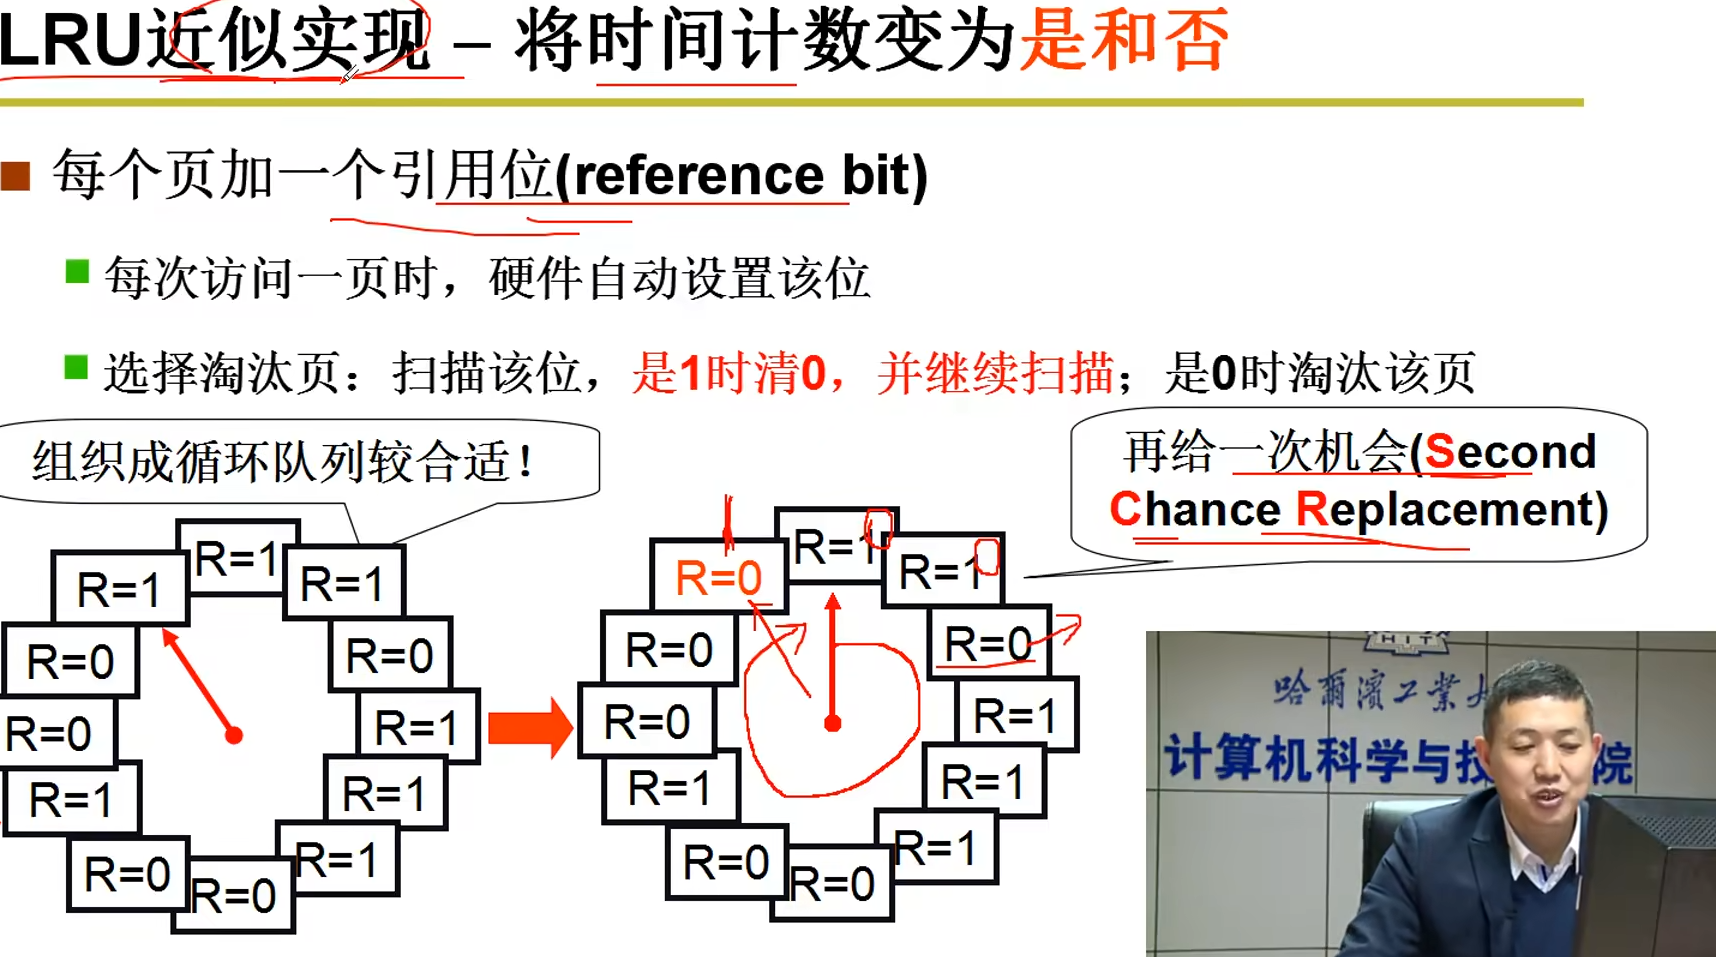 LRU近似实现 – 将时间计数变为是和否
每个页加一个引用位(reference bit)
每次访问一页时，硬件自动设置该位
选择淘汰页：扫描该位，是1时清0，并继续扫描；是0时淘汰该页
组织成循环队列较合适！
再给一次机会(Second
Chance Replacement)
R=1
R=1
R=1
R=0
R=0
R=0
R=1
R=1
R=1
R=0
R=1
R=0
R=1
R=0
R=1
R=0
R=0
R=0
R=1
R=1
R=1
R=0
R=1
R=0
HIT
哈爾濱工業大
计算机科学与技
院